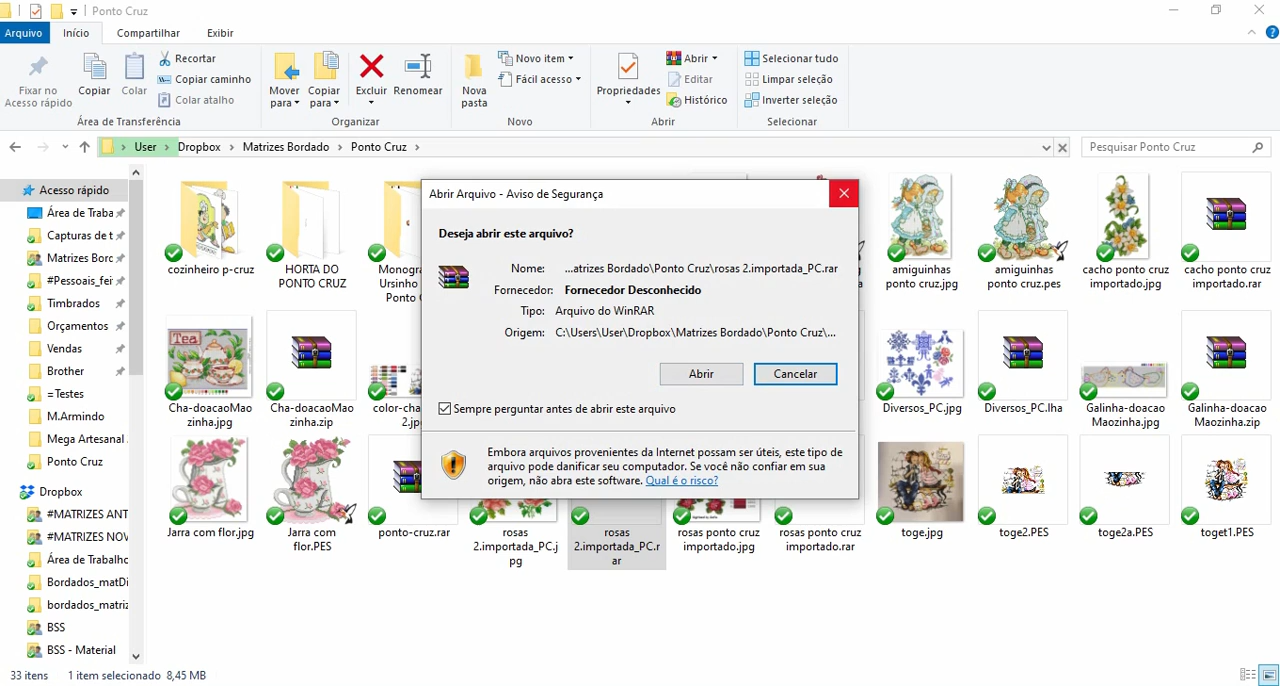 Ponto Cruz
Arquivo Início Compartilhar Exibir
Fixar no
Acesso rápido
Copiar
Colar
Recortar
Copiar caminho
Colar atalho
Área de Transferência
Mover
para
Copiar
para
Excluir
Renomear
Organizar
Nova
pasta
Novo item
Fácil acesso
Novo
Propriedades
Abrir
Editar
Histórico
Abrir
Selecionar tudo
Limpar seleção
Inverter seleção
Selecionar
User Dropbox Matrizes Bordado Ponto Cruz
Pesquisar Ponto Cruz
Acesso rápido
Área de Traba
Capturas de t
Matrizes Borc
#Pessoais_fei
Timbrados
Orçamentos
Vendas
Brother
=Testes
M.Armindo
Mega Artesanal
Ponto Cruz
Dropbox
#MATRIZES ANT
#MATRIZES NOV
Área de Trabalho
Bordados_matDi
bordados_matriz
BSS
BSS - Material
cozinheiro p-cruz
HORTA DO
PONTO CRUZ
Monogra
Ursinho
Ponto
amiguinhas
ponto cruz.jpg
amiguinhas
ponto cruz.pes
cacho ponto cruz
importado.jpg
cacho ponto cruz
importado.rar
Tea
Cha-doacaoMao
zinha.jpg
Cha-doacaoMao
zinha.zip
color-cha
2.jp
Diversos_PC.jpg
Diversos_PC.lha
Galinha-doacao
Maozinha.jpg
Galinha-doacao
Maozinha.zip
Jarra com flor.jpg
Jarra com
flor.PES
ponto-cruz.rar
rosas
2.importada_PC.j
pg
rosas
2.importada_PC.r
ar
rosas ponto cruz
importado.jpg
rosas ponto cruz
importado.rar
toge.jpg
toge2.PES
toge2a.PES
toget1.PES
Abrir Arquivo - Aviso de Segurança
Deseja abrir este arquivo?
Nome: ...atrizes Bordado\Ponto Cruz\rosas 2.importada_PC.rar
Fornecedor: Fornecedor Desconhecido
Tipo: Arquivo do WinRAR
Origem: C:\Users\User\Dropbox\Matrizes Bordado\Ponto Cruz\...
Abrir Cancelar
Sempre perguntar antes de abrir este arquivo
Embora arquivos provenientes da Internet possam ser úteis, este tipo de
arquivo pode danificar seu computador. Se você não confiar em sua
origem, não abra este software. Qual é o risco?
33 itens 1 item selecionado 8,45 MB